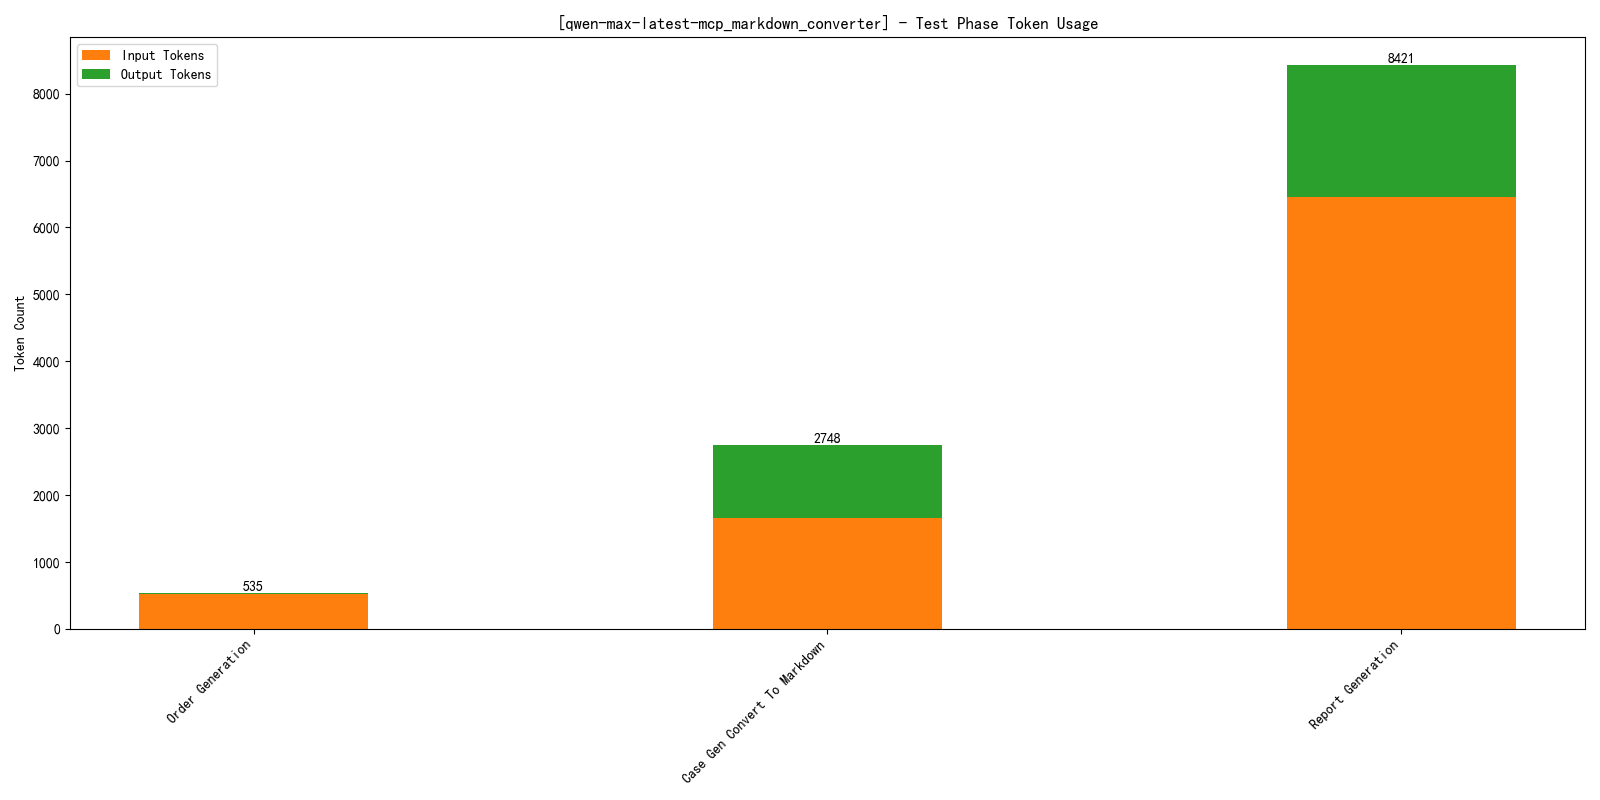 [qwen-max-latest-mcp_markdown_converter] - Test Phase Token Usage
Input Tokens
Output Tokens
Token Count
8000
7000
6000
5000
4000
3000
2000
1000
0
535
2748
8421
Order Generation
Case Gen Convert To Markdown
Report Generation